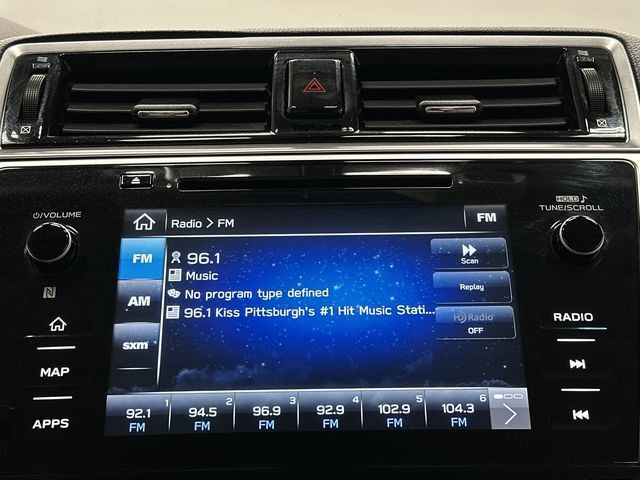 ⏻/VOLUME
HOLD ♪
TUNE/SCROLL
Radio > FM
FM
FM
96.1
Scan
Music
AM
No program type defined
Replay
96.1 Kiss Pittsburgh's #1 Hit Music Stati...
HD Radio
OFF
sxm
RADIO
MAP
APPS
1 2 3 4 5 6
92.1 94.5 96.9 92.9 102.9 104.3
FM FM FM FM FM FM